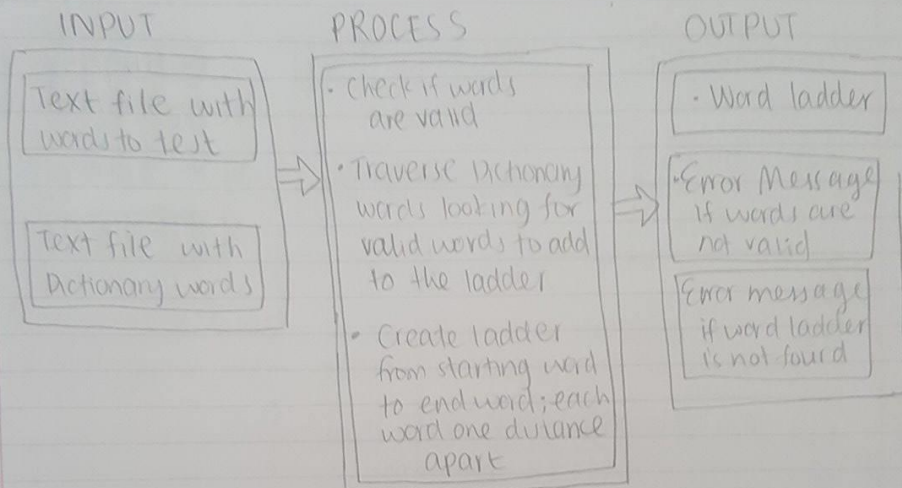 INPUT
Text file with
words to test
Text file with
Dictionary words
PROCESS
• Check if words
are valid
• Traverse Dictionary
words looking for
valid words to add
to the ladder
• Create ladder
from starting word
to end word; each
word one distance
apart
OUTPUT
• Word ladder
• Error Message
if words are
not valid
Error message
if word ladder
is not found